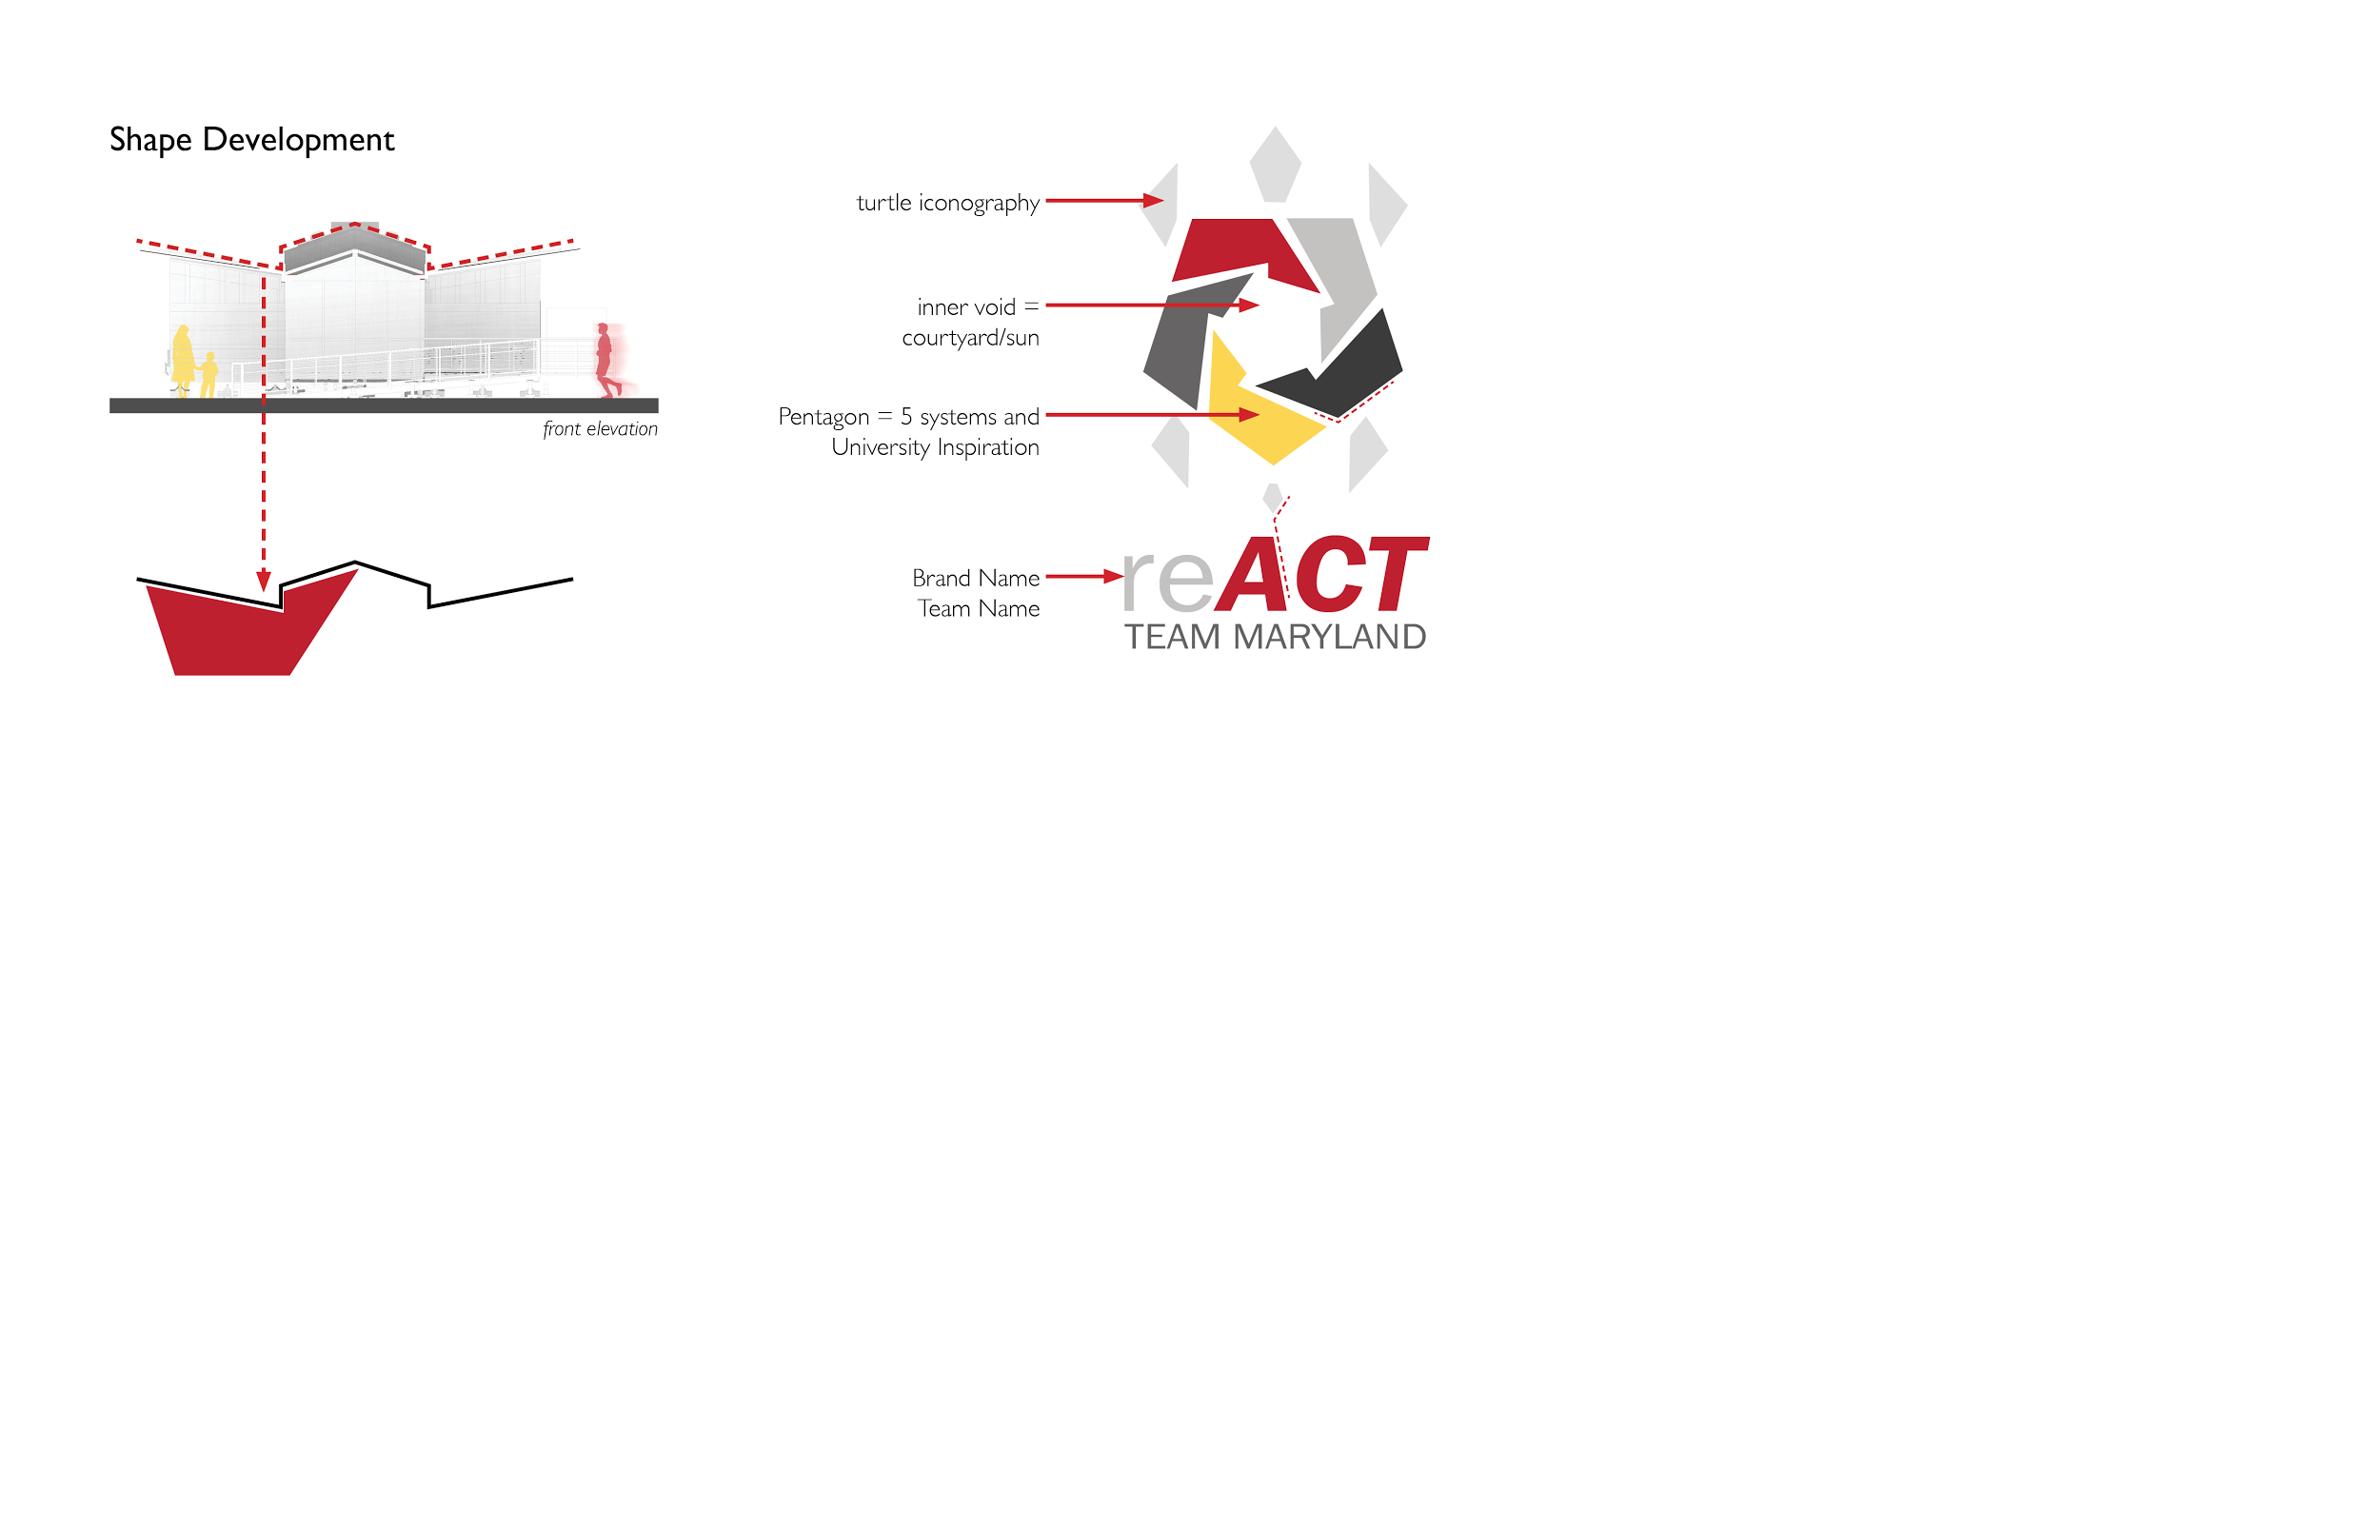 Shape Development
front elevation
turtle iconography
inner void =
courtyard/sun
Pentagon = 5 systems and
University Inspiration
Brand Name
Team Name
reACT
TEAM MARYLAND